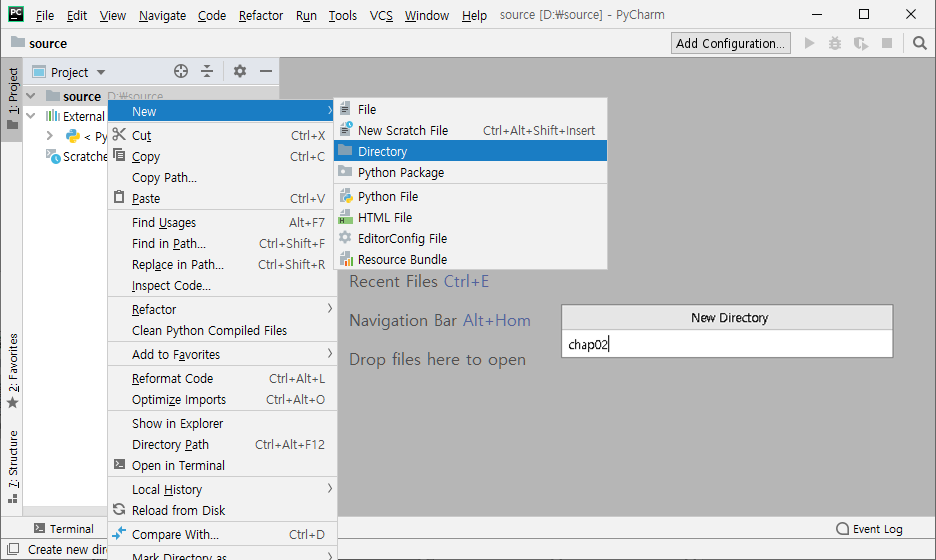 PC File Edit View Navigate Code Refactor Run Tools VCS Window Help source [D:₩source] - PyCharm
source
Add Configuration...
1: Project
2: Favorites
7: Structure
Project
source D:₩source
External
< Py
Scratche
New
Cut Ctrl+X
Copy Ctrl+C
Copy Path...
Paste Ctrl+V
Find Usages Alt+F7
Find in Path... Ctrl+Shift+F
Replace in Path... Ctrl+Shift+R
Inspect Code...
Refactor
Clean Python Compiled Files
Add to Favorites
Reformat Code Ctrl+Alt+L
Optimize Imports Ctrl+Alt+O
Show in Explorer
Directory Path Ctrl+Alt+F12
Open in Terminal
Local History
Reload from Disk
Compare With... Ctrl+D
Mark Directory as
File
New Scratch File Ctrl+Alt+Shift+Insert
Directory
Python Package
Python File
HTML File
EditorConfig File
Resource Bundle
Recent Files Ctrl+E
Navigation Bar Alt+Hom
Drop files here to open
New Directory
chap02
Terminal
Event Log
Create new dire